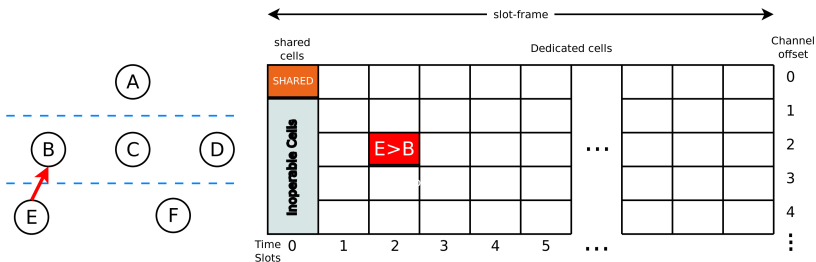 slot-frame
shared
cells
Dedicated cells
Channel
offset
SHARED
0
A
1
Inoperable Cells
B
C
D
E>B
...
2
3
E
F
4
Time
Slots
0
1
2
3
4
5
...
⋮